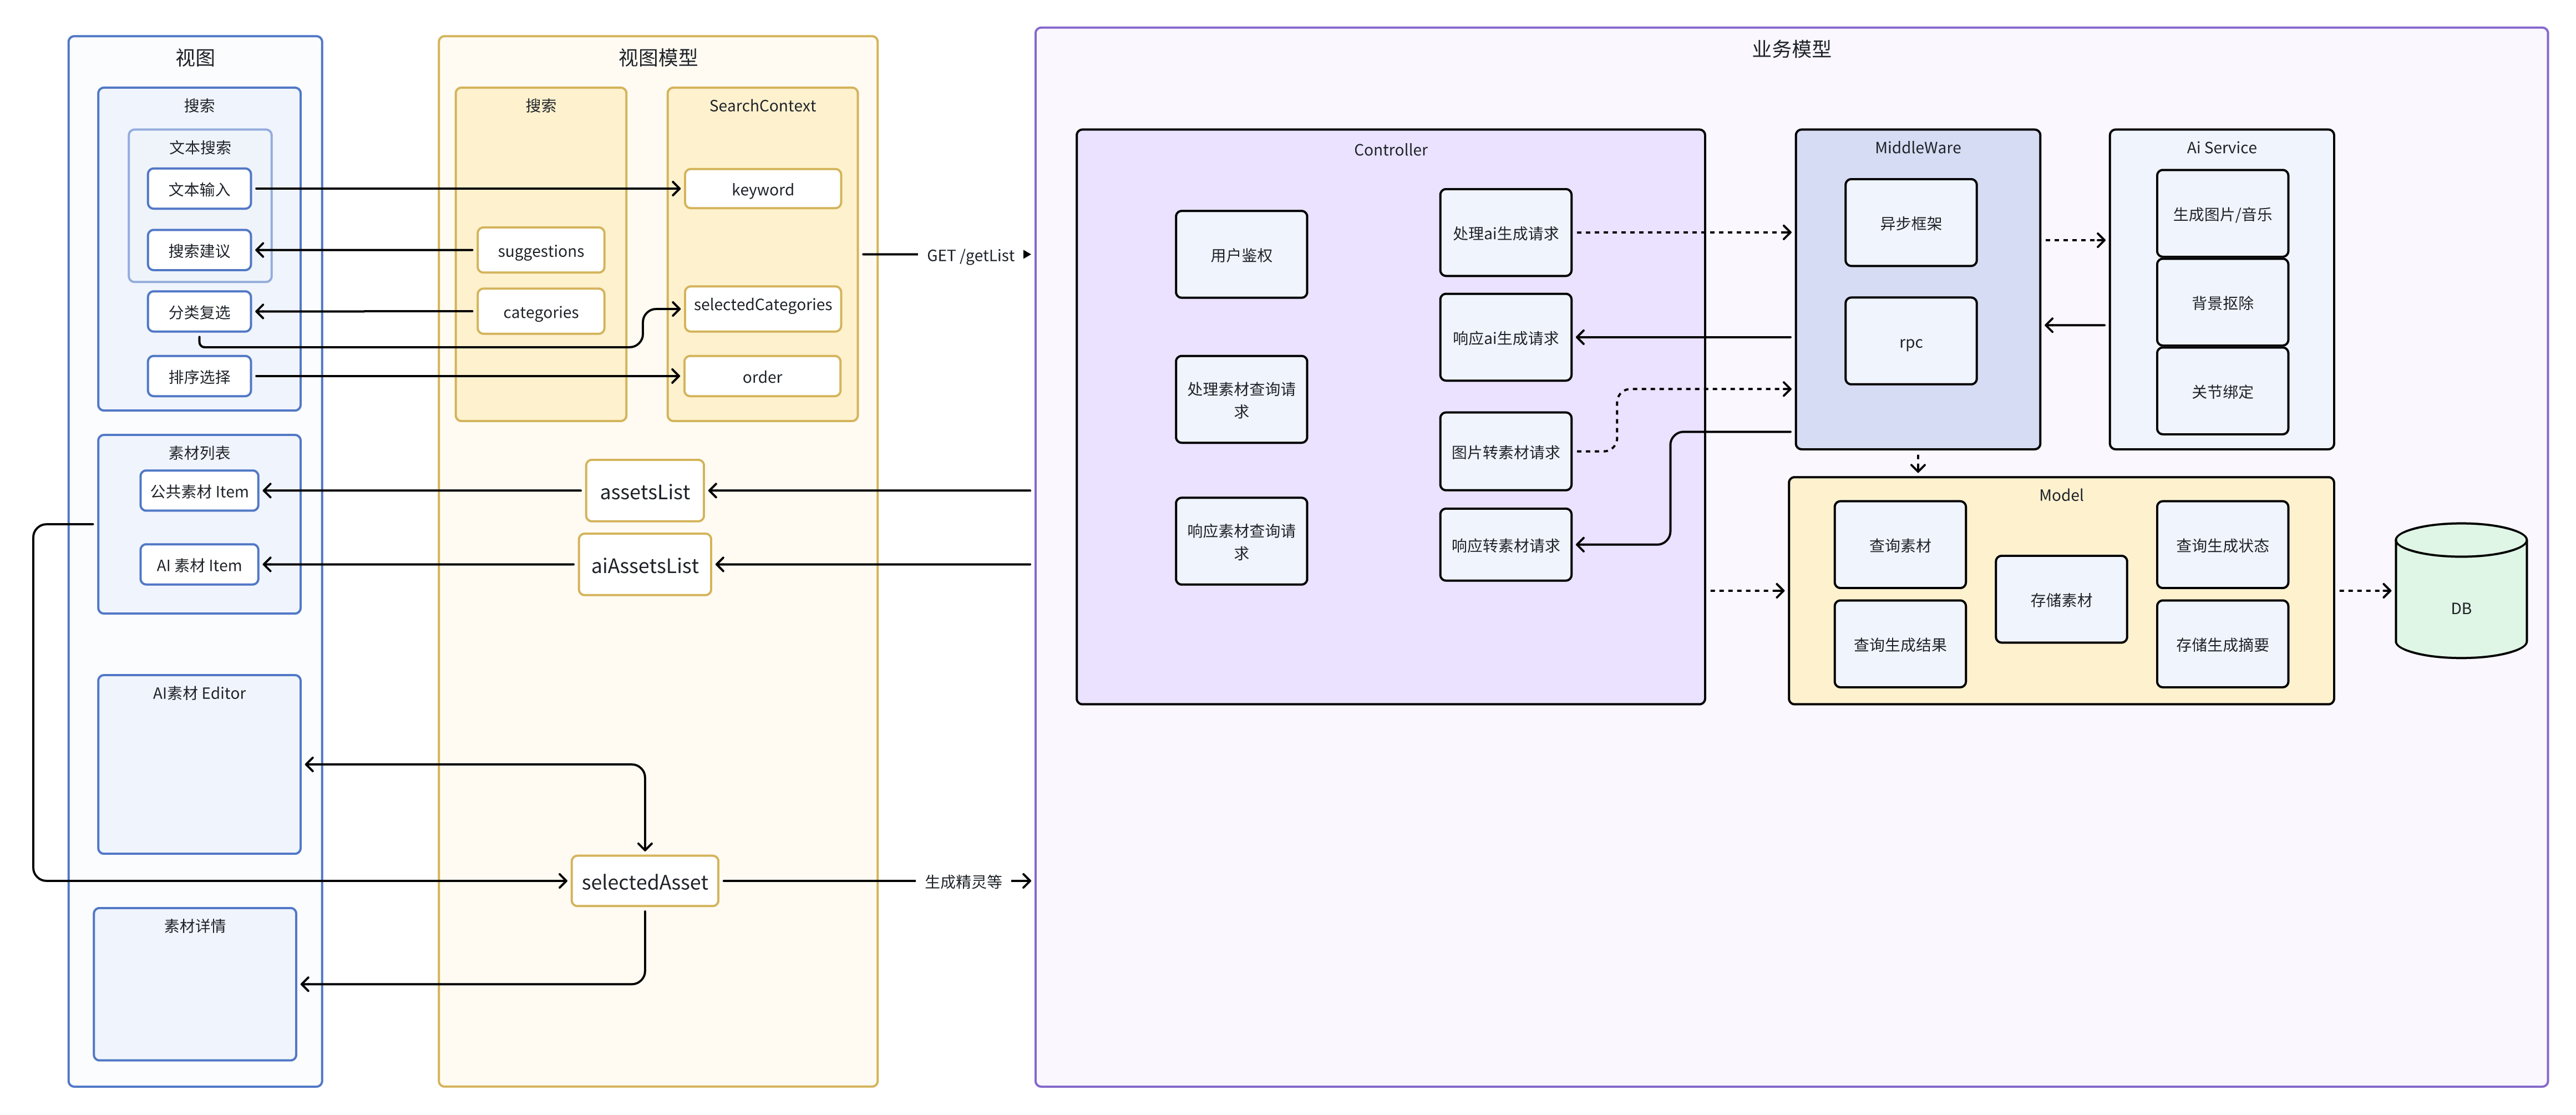 视图
搜索
文本搜索
文本输入
搜索建议
分类复选
排序选择
素材列表
公共素材 Item
AI 素材 Item
AI素材 Editor
素材详情
视图模型
搜索
suggestions
categories
SearchContext
keyword
selectedCategories
order
assetsList
aiAssetsList
selectedAsset
GET /getList
生成精灵等
业务模型
Controller
用户鉴权
处理素材查询请
求
响应素材查询请
求
处理ai生成请求
响应ai生成请求
图片转素材请求
响应转素材请求
MiddleWare
异步框架
rpc
Ai Service
生成图片/音乐
背景抠除
关节绑定
Model
查询素材
查询生成结果
存储素材
查询生成状态
存储生成摘要
DB